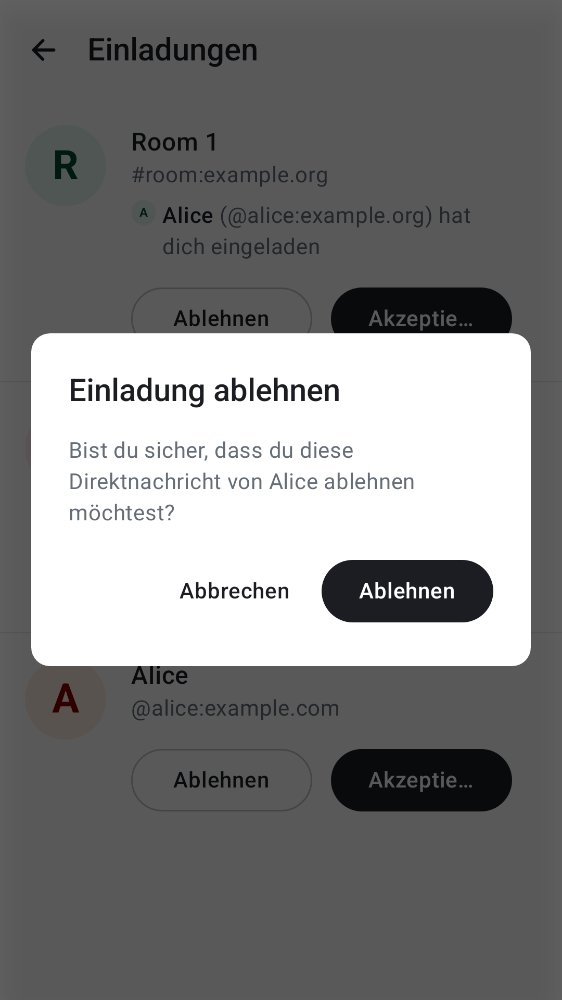 Einladungen
R
Room 1
#room:example.org
A Alice (@alice:example.org) hat
dich eingeladen
Ablehnen Akzeptie…
Einladung ablehnen
Bist du sicher, dass du diese
Direktnachricht von Alice ablehnen
möchtest?
Abbrechen Ablehnen
A
Alice
@alice:example.com
Ablehnen Akzeptie…